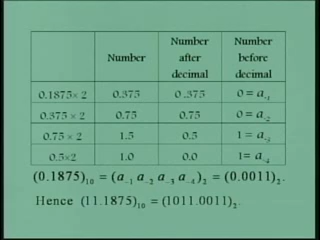 Number Number after decimal Number before decimal
0.1875× 2 0.375 0 .375 0 = a₋₁
0.375 × 2 0.75 0.75 0 = a₋₂
0.75 × 2 1.5 0.5 1 = a₋₃
0.5×2 1.0 0.0 1= a₋₄
(0.1875)₁₀ = (a₋₁ a₋₂ a₋₃ a₋₄)₂ = (0.0011)₂.
Hence (11.1875)₁₀ = (1011.0011)₂.